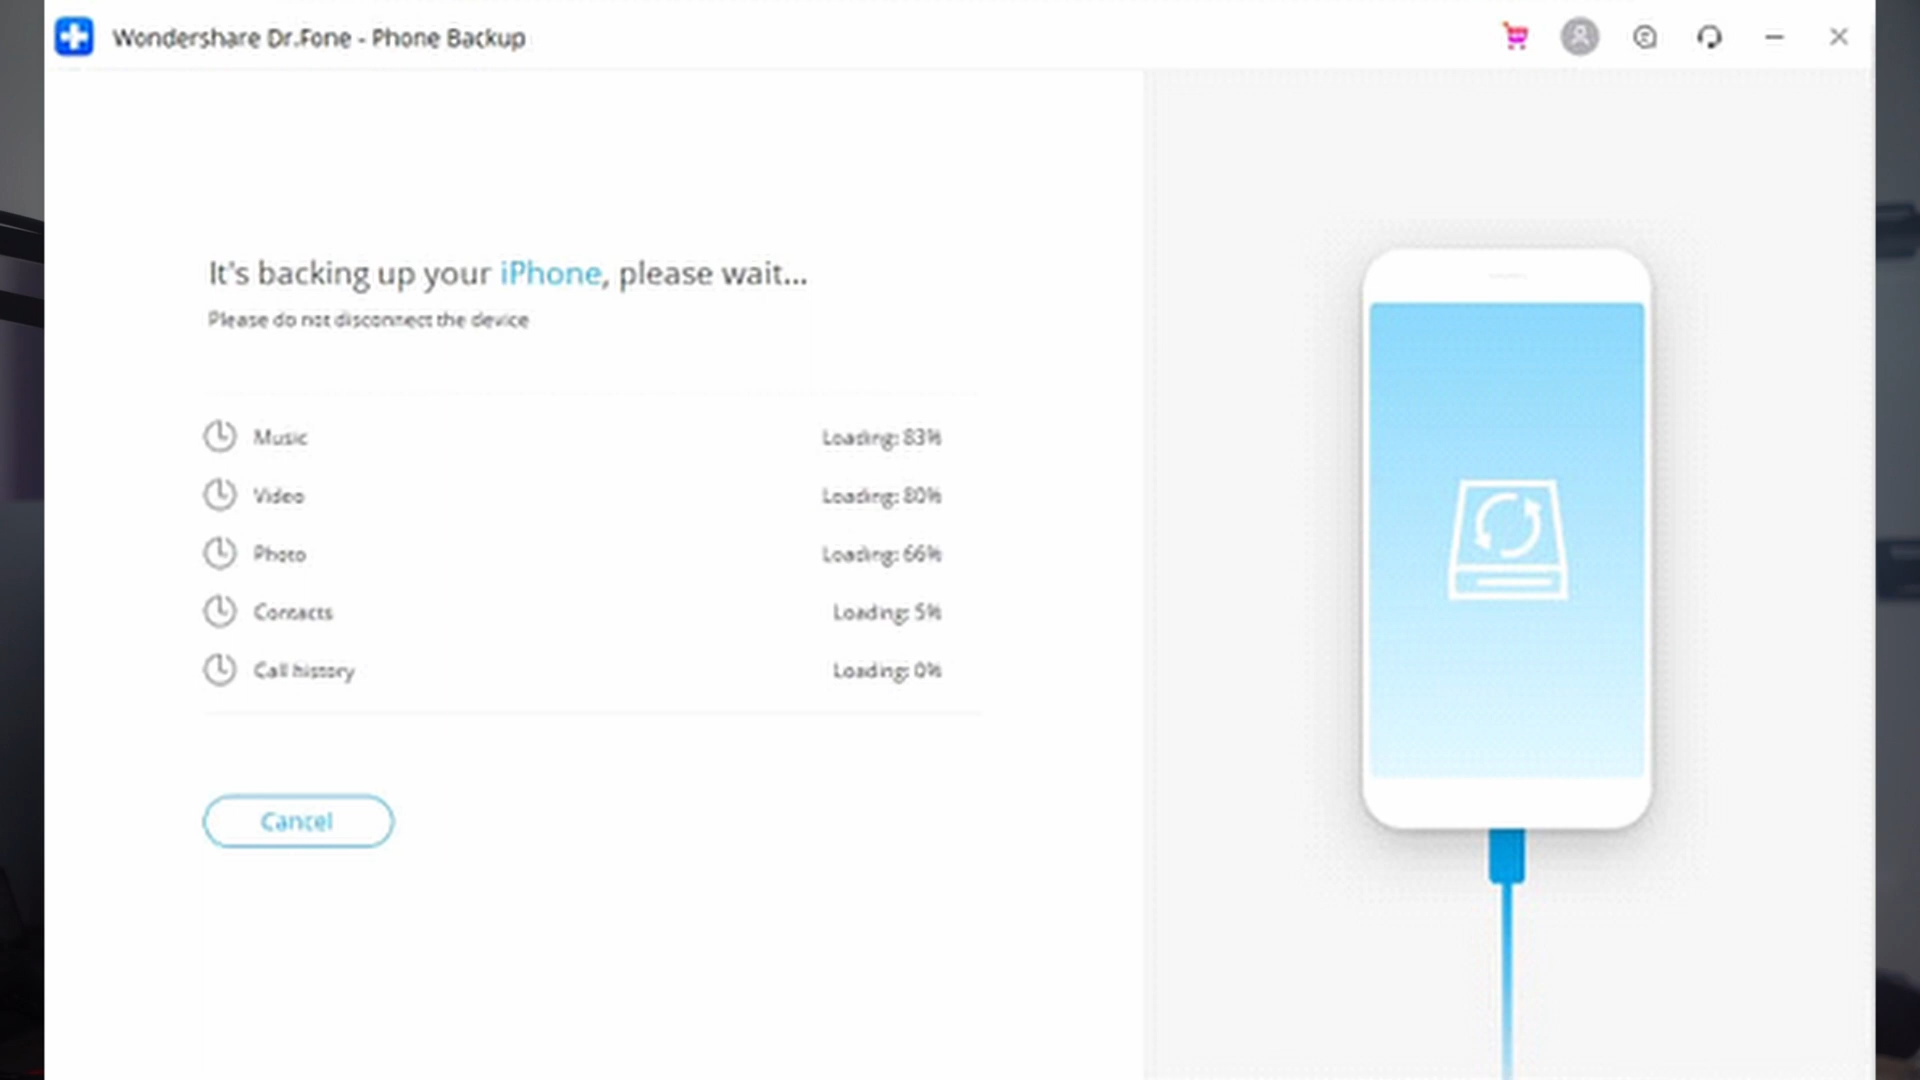 Wondershare Dr.Fone - Phone Backup
It's backing up your iPhone, please wait...
Please do not disconnect the device
Music Loading: 83%
Video Loading: 80%
Photo Loading: 66%
Contacts Loading: 5%
Call history Loading: 0%
Cancel